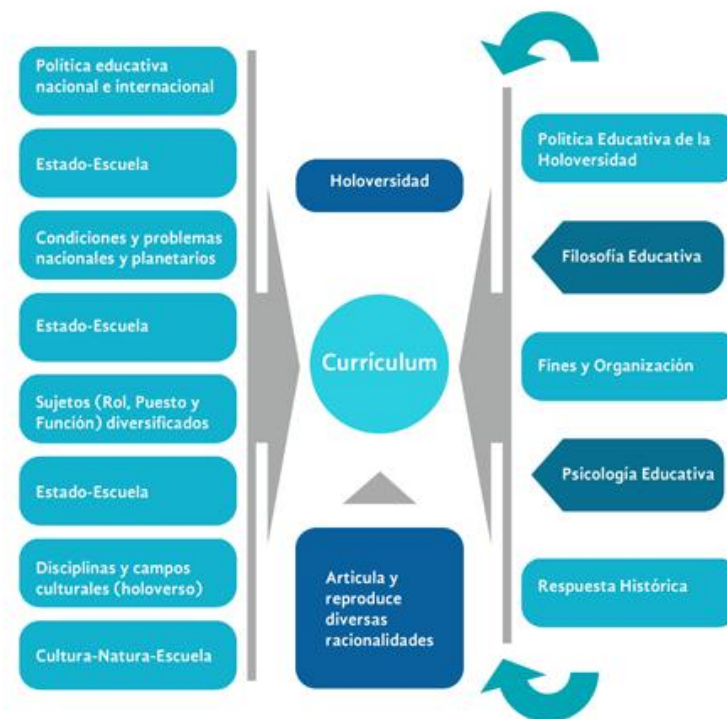 Política educativa
nacional e internacional
Estado-Escuela
Condiciones y problemas
nacionales y planetarios
Estado-Escuela
Sujetos (Rol, Puesto y
Función) diversificados
Estado-Escuela
Disciplinas y campos
culturales (holoverso)
Cultura-Natura-Escuela
Holoversidad
Currículum
Articula y
reproduce
diversas
racionalidades
Politica Educativa de la
Holoversidad
Filosofía Educativa
Fines y Organización
Psicología Educativa
Respuesta Histórica